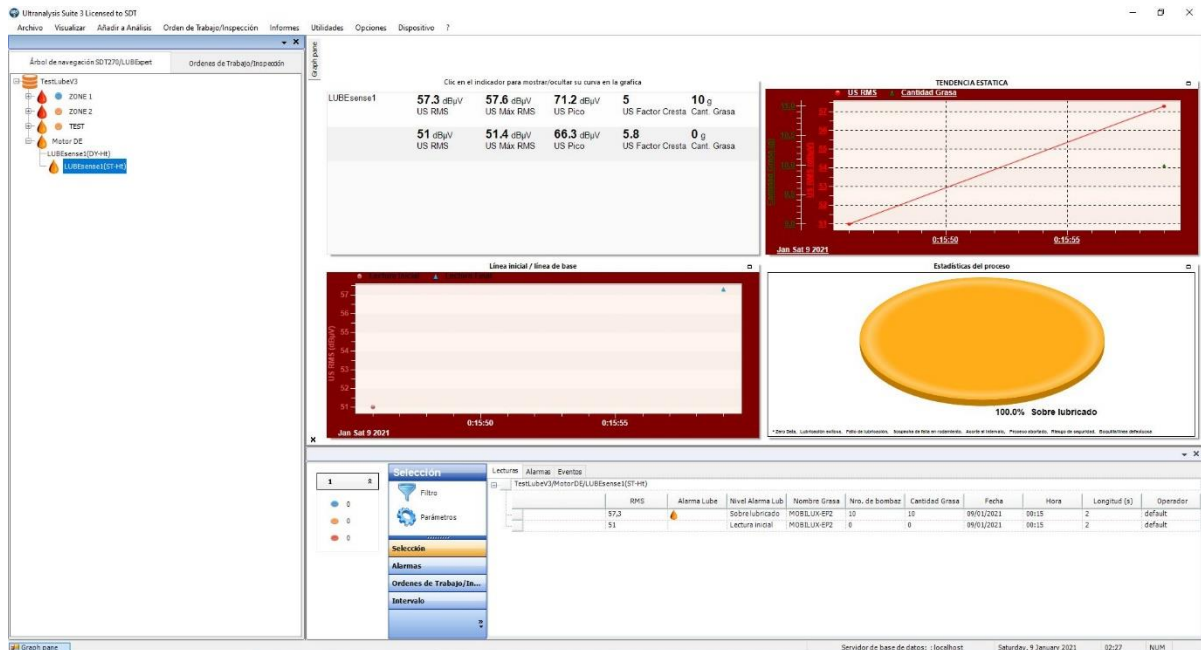 Ultranalysis Suite 3 Licensed to SDT
Archivo Visualizar Añadir a Análisis Orden de Trabajo/Inspección Informes Utilidades Opciones Dispositivo ?
Árbol de navegación SDT270/LUBExpert Ordenes de Trabajo/Inspección
TestLubeV3
ZONE 1
ZONE 2
TEST
Motor DE
LUBEsense1(DY-Ht)
LUBEsense1(ST-Ht)
Graph pane
Clic en el indicador para mostrar/ocultar su curva en la grafica
LUBEsense1 57.3 dBµV 57.6 dBµV 71.2 dBµV 5 10 g
US RMS US Máx RMS US Pico US Factor Cresta Cant. Grasa
51 dBµV 51.4 dBµV 66.3 dBµV 5.8 0 g
US RMS US Máx RMS US Pico US Factor Cresta Cant. Grasa
TENDENCIA ESTATICA
US RMS Cantidad Grasa
0:15:50 0:15:55
Jan Sat 9 2021
Línea inicial / línea de base
57
56
55
54
53
52
51
US RMS (dBµV)
0:15:50 0:15:55
Jan Sat 9 2021
Estadísticas del proceso
100.0% Sobre lubricado
1
0
0
0
Selección
Filtro
Parámetros
Selección
Alarmas
Ordenes de Trabajo/In...
Intervalo
Lecturas Alarmas Eventos
TestLubeV3/MotorDE/LUBEsense1(ST-Ht)
RMS Alarma Lube Nivel Alarma Lub Nombre Grasa Nro. de bombaz Cantidad Grasa Fecha Hora Longitud (s) Operador
57,3 Sobre lubricado MOBILUX-EP2 10 10 09/01/2021 00:15 2 default
51 Lectura inicial MOBILUX-EP2 0 0 09/01/2021 00:15 2 default
Graph pane Servidor de base de datos: :localhost Saturday, 9 January 2021 02:27 NUM